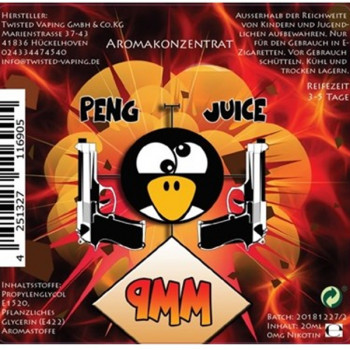 Hersteller:
Twisted Vaping GmbH & Co.KG
Marienstraße 37-43
41836 Hückelhoven
024334474540
info@twisted-vaping.de
Aromakonzentrat
Ausserhalb der Reichweite
von Kindern und Jugend-
lichen aufbewahren. Nur
für den Gebrauch in E-
Zigaretten. Vor Gebrauch
schütteln. Kühl und
trocken lagern.
Reifezeit
3-5 Tage
PENG JUICE
4 251327 116905
9MM
Inhaltsstoffe:
Propylenglycol
E1520,
Pflanzliches
Glycerin (E422)
Aromastoffe
Batch: 20181227/2
Inhalt: 20ml
0mg Nikotin